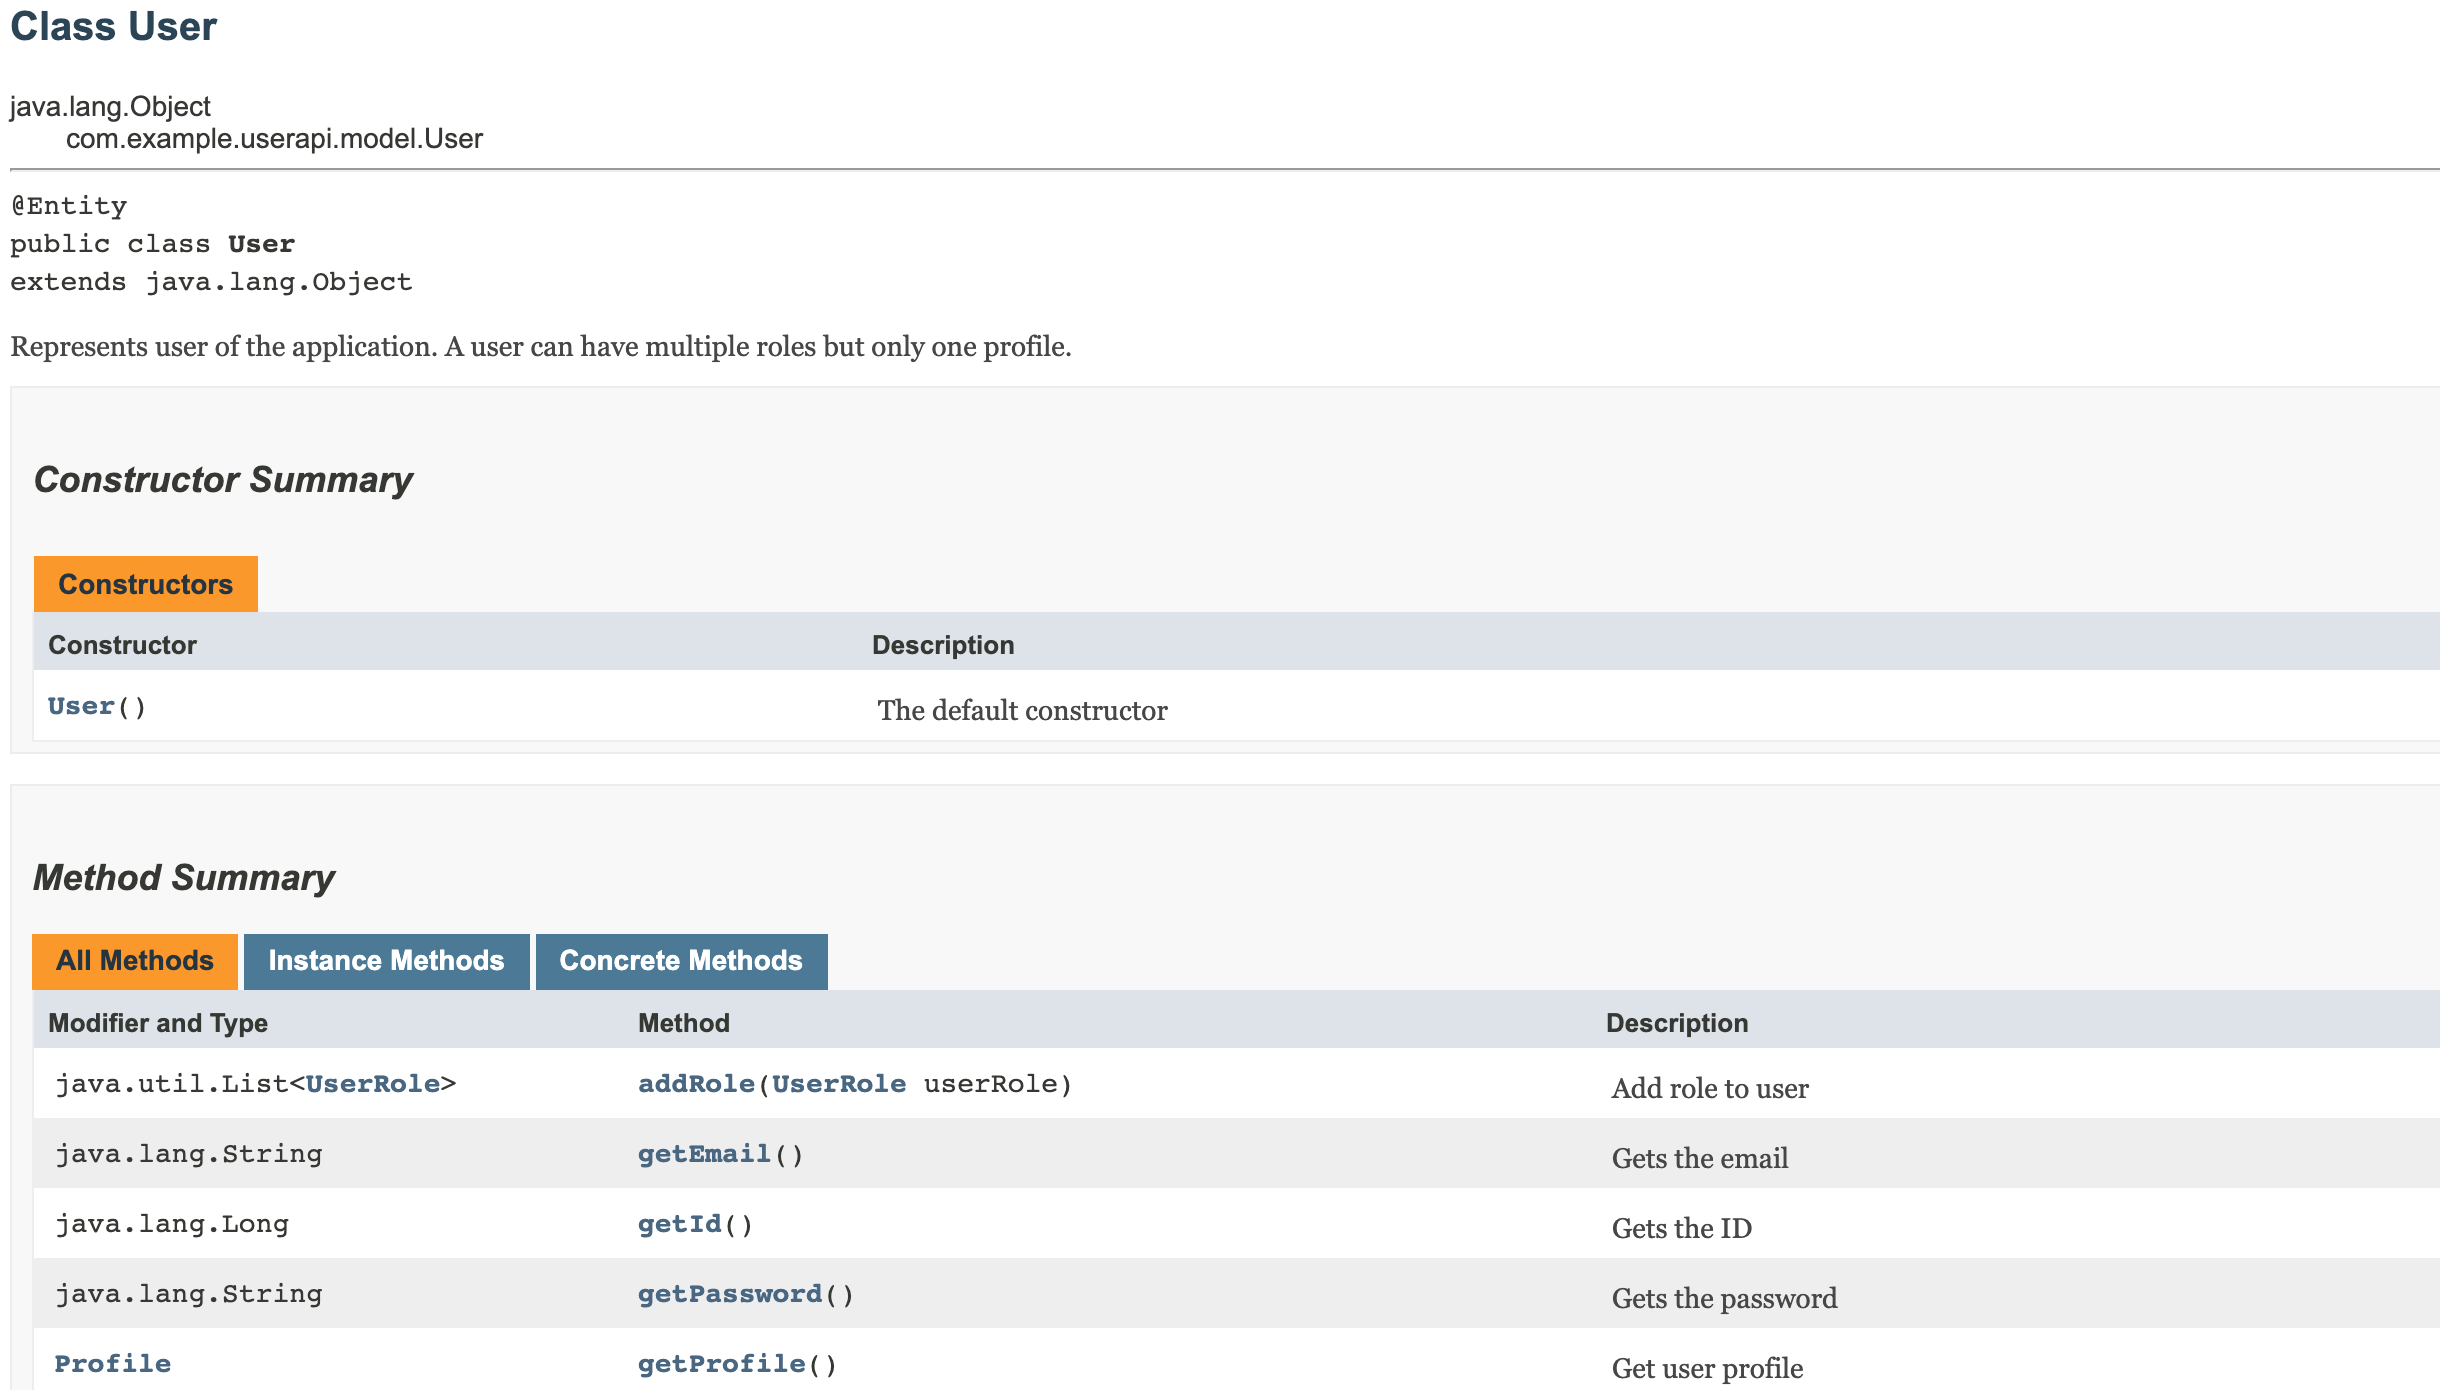 Class User
java.lang.Object
com.example.userapi.model.User
@Entity
public class User
extends java.lang.Object
Represents user of the application. A user can have multiple roles but only one profile.
Constructor Summary
Constructors
Constructor Description
User() The default constructor
Method Summary
All Methods Instance Methods Concrete Methods
Modifier and Type Method Description
java.util.List<UserRole> addRole(UserRole userRole) Add role to user
java.lang.String getEmail() Gets the email
java.lang.Long getId() Gets the ID
java.lang.String getPassword() Gets the password
Profile getProfile() Get user profile